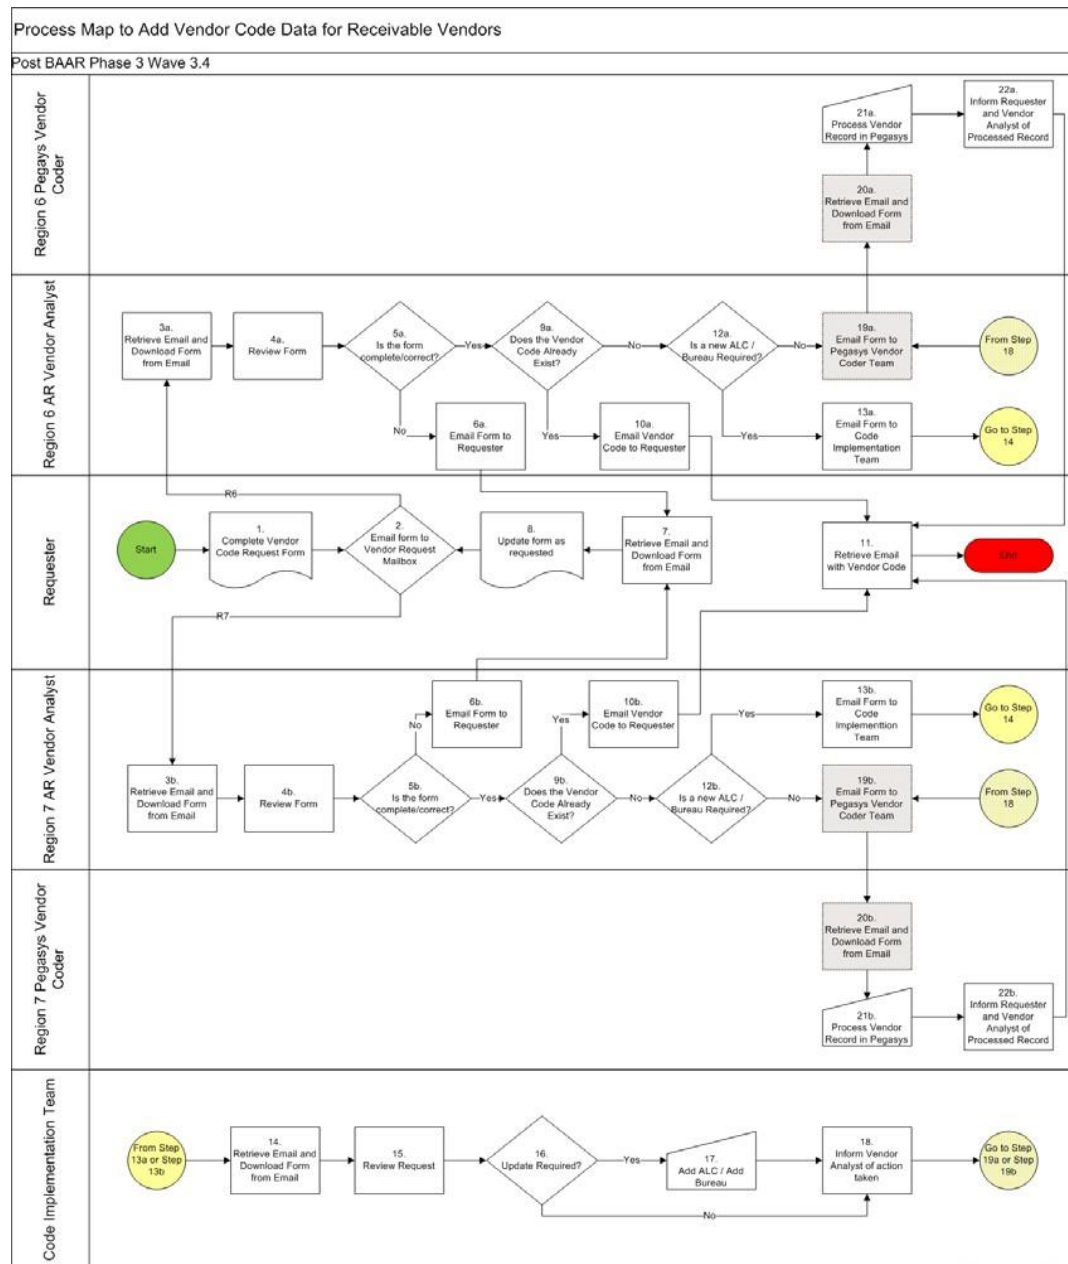 Process Map to Add Vendor Code Data for Receivable Vendors
Post BAAR Phase 3 Wave 3.4
Region 6 Pegays Vendor
Coder
21a.
Process Vendor
Record in Pegasys
22a.
Inform Requester
and Vendor
Analyst of
Processed Record
20a.
Retrieve Email and
Download Form
from Email
Region 6 AR Vendor Analyst
3a.
Retrieve Email and
Download Form
from Email
4a.
Review Form
5a.
Is the form
complete/correct?
Yes
9a.
Does the Vendor
Code Already
Exist?
No
12a.
Is a new ALC /
Bureau Required?
No
19a.
Email Form to
Pegasys Vendor
Coder Team
From Step
18
No
6a.
Email Form to
Requester
Yes
10a.
Email Vendor
Code to Requester
Yes
13a.
Email Form to
Code
Implementation
Team
Go to Step
14
Requester
R6
Start
1.
Complete Vendor
Code Request Form
2.
Email form to
Vendor Request
Mailbox
8.
Update form as
requested
7.
Retrieve Email and
Download Form
from Email
11.
Retrieve Email
with Vendor Code
End
R7
Region 7 AR Vendor Analyst
6b.
Email Form to
Requester
No
10b.
Email Vendor
Code to Requester
Yes
13b.
Email Form to
Code
Implementtion
Team
Yes
Go to Step
14
3b.
Retrieve Email and
Download Form
from Email
4b.
Review Form
5b.
Is the form
complete/correct?
Yes
9b.
Does the Vendor
Code Already
Exist?
No
12b.
Is a new ALC /
Bureau Required?
No
19b.
Email Form to
Pegasys Vendor
Coder Team
From Step
18
Region 7 Pegasys Vendor
Coder
20b.
Retrieve Email and
Download Form
from Email
21b.
Process Vendor
Record in Pegasys
22b.
Inform Requester
and Vendor
Analyst of
Processed Record
Code Implementation Team
From Step
13a or Step
13b
14.
Retrieve Email and
Download Form
from Email
15.
Review Request
16.
Update Required?
Yes
17.
Add ALC / Add
Bureau
18.
Inform Vendor
Analyst of action
taken
Go to Step
19a or Step
19b
No